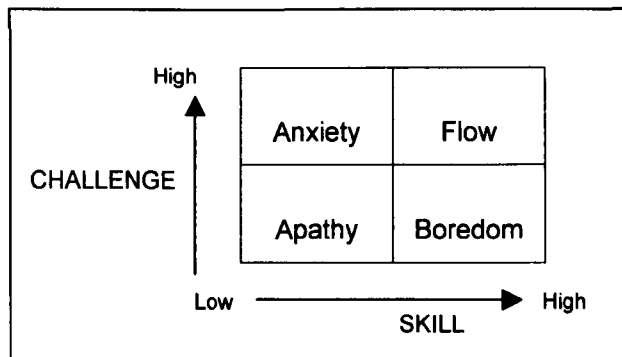 High
Anxiety Flow
CHALLENGE
Apathy Boredom
Low High
SKILL